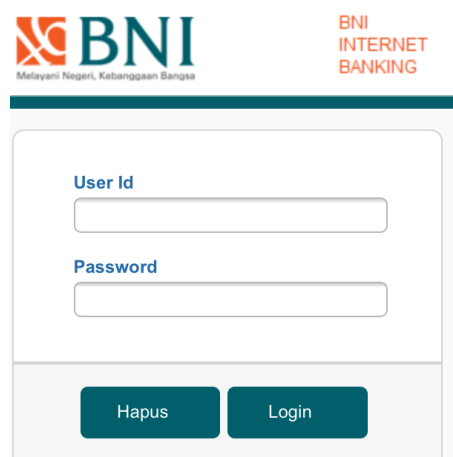 BNI
Melayani Negeri, Kebanggaan Bangsa
BNI
INTERNET
BANKING
User Id
Password
Hapus
Login